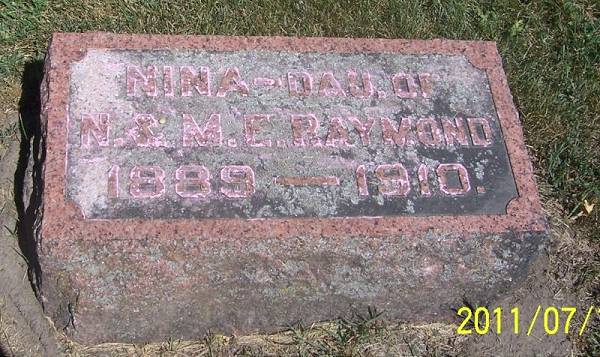 NINA—DAU. OF
N. & M. E. RAYMOND
1889 — 1910.
2011/07/